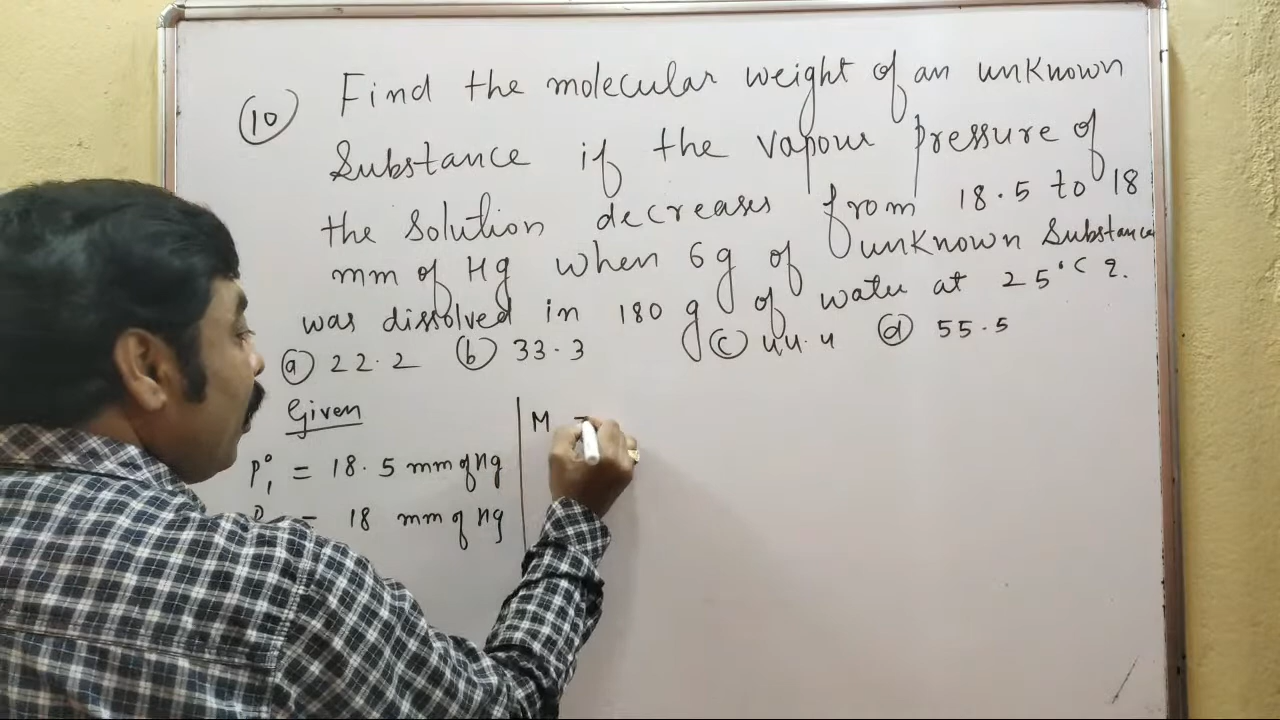 (10) Find the molecular weight of an unknown
Substance if the vapour pressure of
the solution decreases from 18.5 to 18
mm of Hg when 6g of unknown Substance
was dissolved in 180 g of water at 25°C ?.
(a) 22.2 (b) 33.3 (c) 44.4 (d) 55.5
Given
P₁° = 18.5 mm of Hg
P = 18 mm of Hg
M =